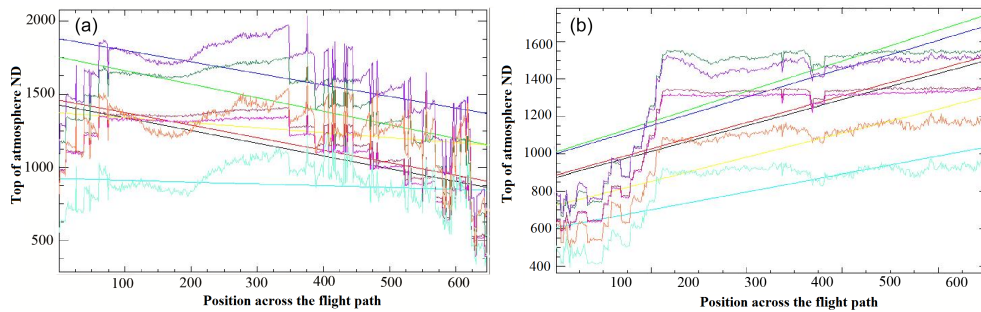 (a)
Top of atmosphere ND
2000
1500
1000
500
100 200 300 400 500 600
Position across the flight path
(b)
Top of atmosphere ND
1600
1400
1200
1000
800
600
400
100 200 300 400 500 600
Position across the flight path